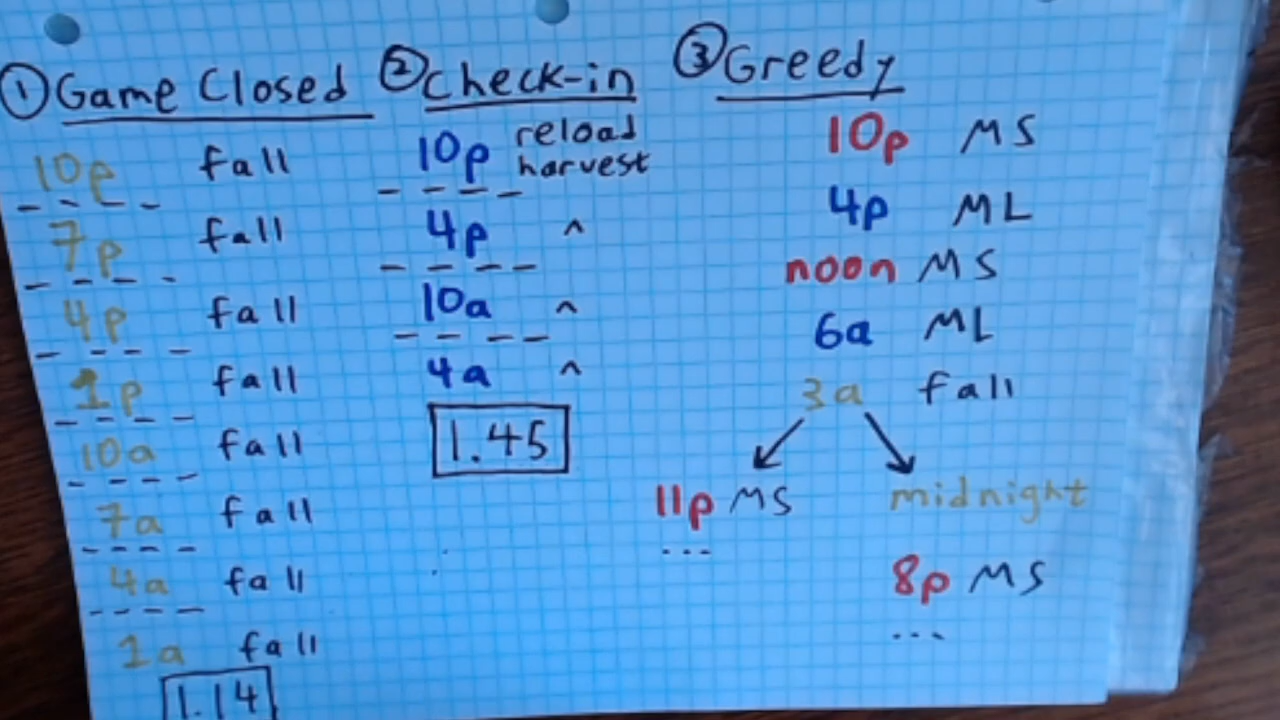 ① Game Closed
10p fall
7p fall
4p fall
1p fall
10a fall
7a fall
4a fall
1a fall
1.14
② Check-in
10p reload
harvest
4p ^
10a ^
4a ^
1.45
③ Greedy
10p MS
4p ML
noon MS
6a ML
3a fall
11p MS
...
midnight
8p MS
...